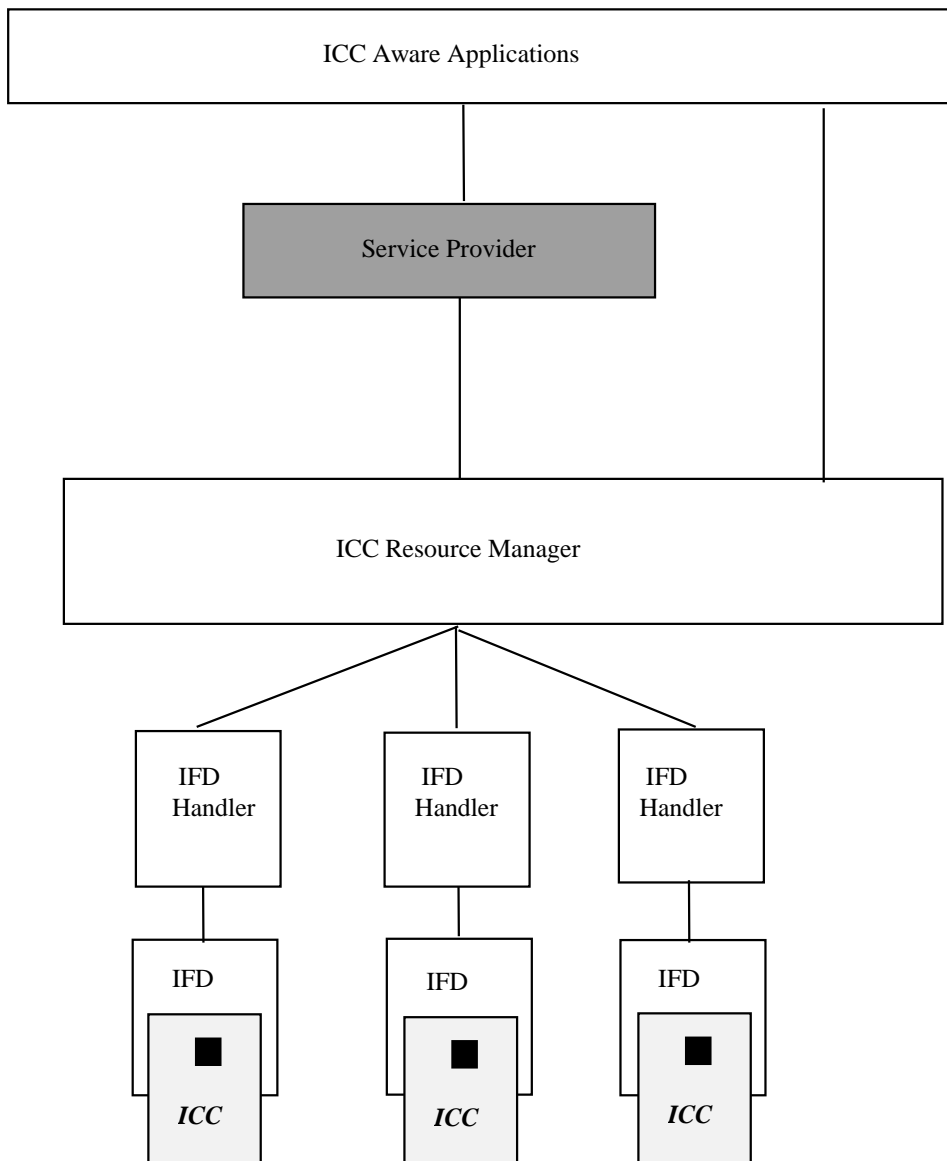 ICC Aware Applications
Service Provider
ICC Resource Manager
IFD
Handler
IFD
Handler
IFD
Handler
IFD
IFD
IFD
ICC
ICC
ICC